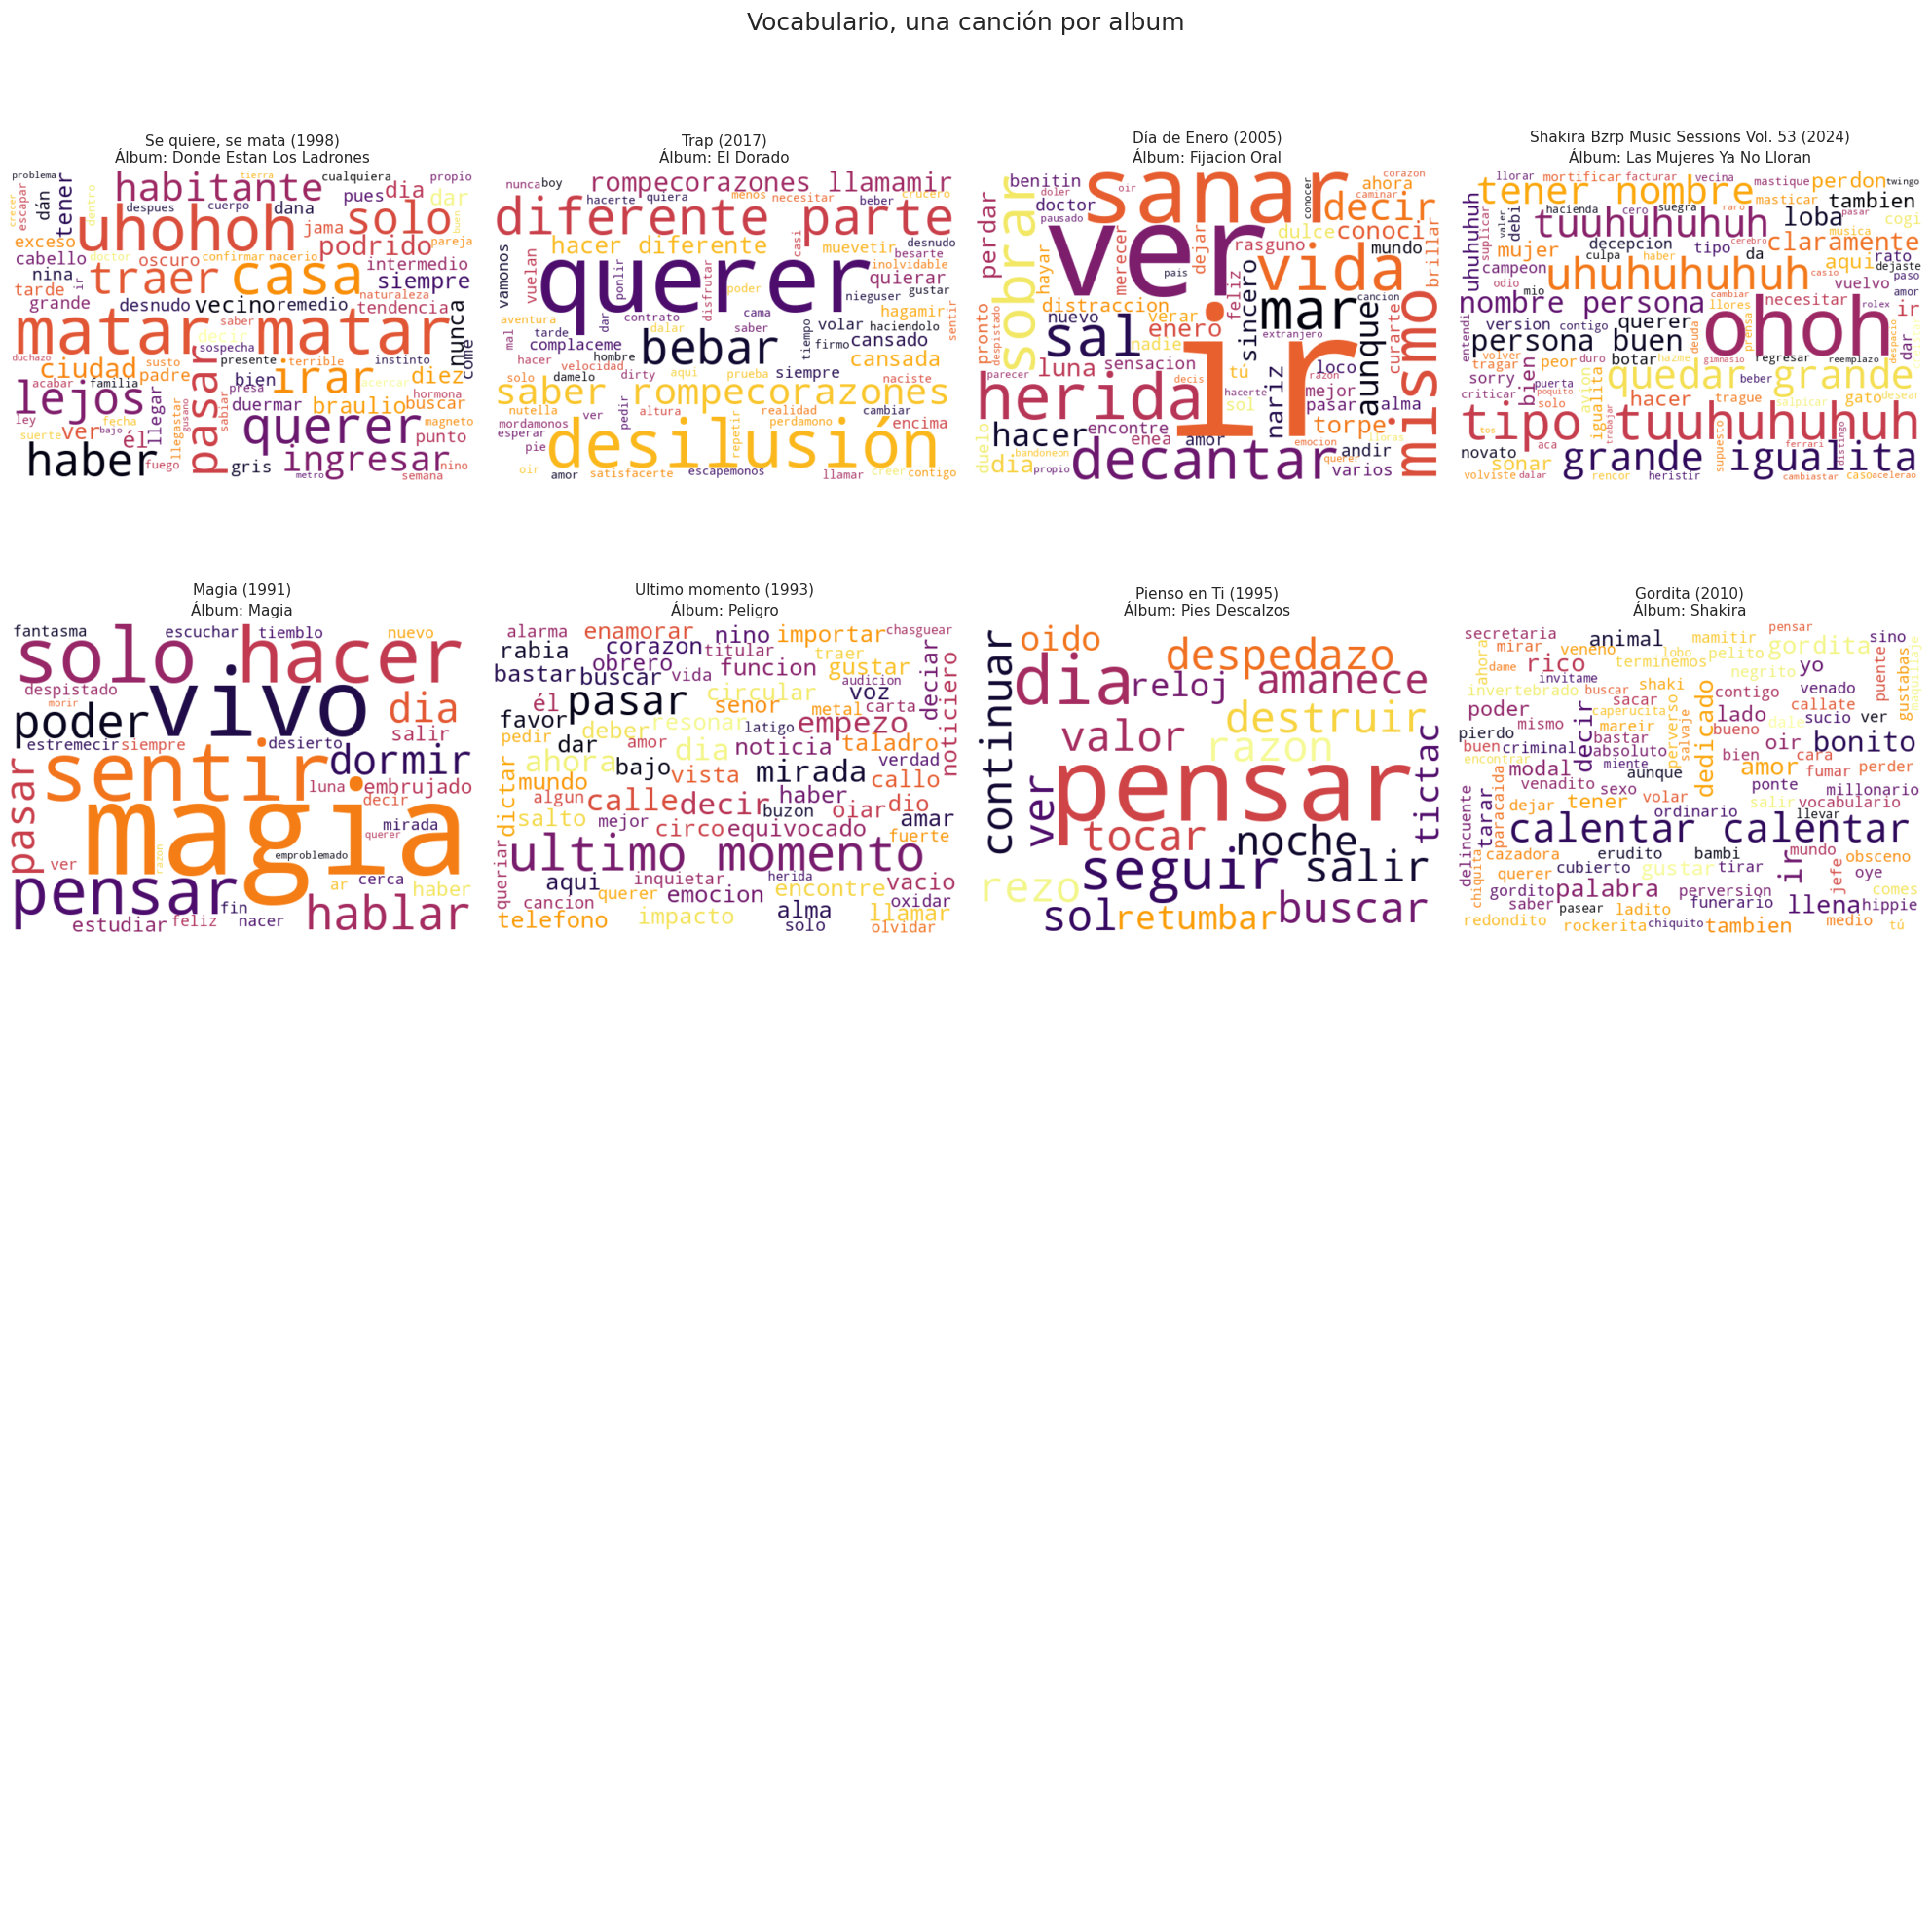 Vocabulario, una canción por album
Se quiere, se mata (1998)
Álbum: Donde Estan Los Ladrones
problema habitante tierra cualquiera propio
crecer escapar dán tener dentro despues cuerpo dana pues dia dar buen
uhohoh solo jama podrido pareja
exceso cabello doctor oscuro confirmar nacerio intermedio
nina traer casa siempre
tarde ir naturaleza
grande desnudo vecino remedio tendencia
matar matar saber decir nunca come
duchazo ciudad susto padre sospecha presente terrible instinto
pasar bien irar acercar diez
lejos acabar familia presa hormona
ley fecha llegar llegastar gusano sabiar duermar braulio buscar
suerte ver bajo él querer magneto punto
haber fuego gris ingresar nino
metro semana
Trap (2017)
Álbum: El Dorado
nunca boy rompecorazones llamamir
hacerte quiera menos necesitar beber crucero
diferente parte
vamonos vuelan hacer diferente casi muevetir desnudo besarte
querer ponlir disfrutar poder inolvidable quierar
nieguser gustar
aventura dar contrato cama hagamir sentir
mal tarde dalar saber tiempo volar haciendolo
complaceme bebar firmo cansado
hacer hombre cansada
solo velocidad damelo dirty aqui prueba siempre naciste
saber rompecorazones
nutella ver pedir altura realidad cambiar
mordamonos repetir perdamono encima
esperar pie desilusión
oir amor satisfacerte escapemonos llamar creer contigo
Día de Enero (2005)
Álbum: Fijacion Oral
benitin doler oir sanar conocer corazon ahora
perdar doctor pausado decir caminar
sobrar ver merecer dejar dulce conoci
hayar rasguno mundo brillar
pais feliz vida
distraccion mar cancion
pronto despistado nuevo verar sincero aunque curarte mismo
sal enero nadie extranjero
parecer luna sensacion ir tú loco
herida decis hacerte nariz razon mejor
sol pasar alma
duelo hacer encontre torpe
bandoneon enea amor emocion lloras
dia propio decantar querer andir
varios
Shakira Bzrp Music Sessions Vol. 53 (2024)
Álbum: Las Mujeres Ya No Lloran
llorar mortificar facturar vecina mastique perdon twingo
tener nombre masticar tambien
uhuhuhuh suplicar valer debi hacienda cero suegra raro loba pasar cogi
tuuhuhuhuh musica
mujer decepcion tipo cerebro claramente
campeon culpa haber da aqui rato
odio uhuhuhuhuh casio vuelvo dejaste paso
mio cambiar llores amor
nombre persona necesitar rolex
entendi version contigo querer deuda prensa ohoh ir
persona buen despacio dar
volver tragar duro botar hazme gimnasio regresar reemplazo
peor
sorry puerta igualita quedar grande
criticar bien poquito avion beber gato desear
solo hacer trague salpicar
tipo tuuhuhuhuh
tos aca trabajar supuesto ferrari distingo
novato sonar grande igualita
volviste dalar rencor heristir cambiastar caso acelerao
Magia (1991)
Álbum: Magia
fantasma escuchar tiemblo nuevo
solo hacer
despistado morir vivo dia
poder salir
estremecir siempre desierto
sentir dormir
pasar luna embrujado
decir
magia mirada
querer
ver razon emproblemado
pensar ar cerca haber
fin hablar
estudiar feliz nacer
Ultimo momento (1993)
Álbum: Peligro
alarma enamorar nino importar chasguear
rabia corazon titular traer
bastar obrero vida funcion gustar
buscar audicion deciar
él pasar circular voz
favor senor metal carta noticiero
pedir deber resonar latigo empezo
dar amor dia noticia taladro
ahora bajo verdad
dictar mundo vista mirada callo
algun calle decir haber
salto buzon oiar dio amar
mejor circo equivocado fuerte
queriar ultimo momento
aqui inquietar herida
querer encontre vacio
cancion emocion oxidar
telefono impacto alma llamar
solo olvidar
Pienso en Ti (1995)
Álbum: Pies Descalzos
continuar oido despedazo
dia reloj amanece
destruir
valor razon
ver pensar tictac
tocar noche
seguir salir
rezo
sol retumbar buscar
Gordita (2010)
Álbum: Shakira
secretaria animal mamitir pensar sino
mirar veneno lobo pelito gordita
ahora dame rico terminemos yo puente gustabas maquillaje
invitame negrito
invertebrado buscar shaki contigo venado
poder sacar
mismo caperucita perverso salvaje lado callate
pierdo decir mareir bueno dale sucio ver
buen criminal bastar dedicado oir bonito
encontrar absoluto bien cara
miente
modal aunque amor fumar perder
venadito sexo ponte millonario
delincuente tarar paracaida dejar tener volar salir vocabulario
ordinario llevar
calentar calentar
cazadora erudito bambi mundo obsceno
chiquita querer cubierto gustar tirar ir jefe oye
gordito palabra perversion comes
saber funerario llena hippie
pasear ladito
redondito rockerita chiquito tambien medio tú